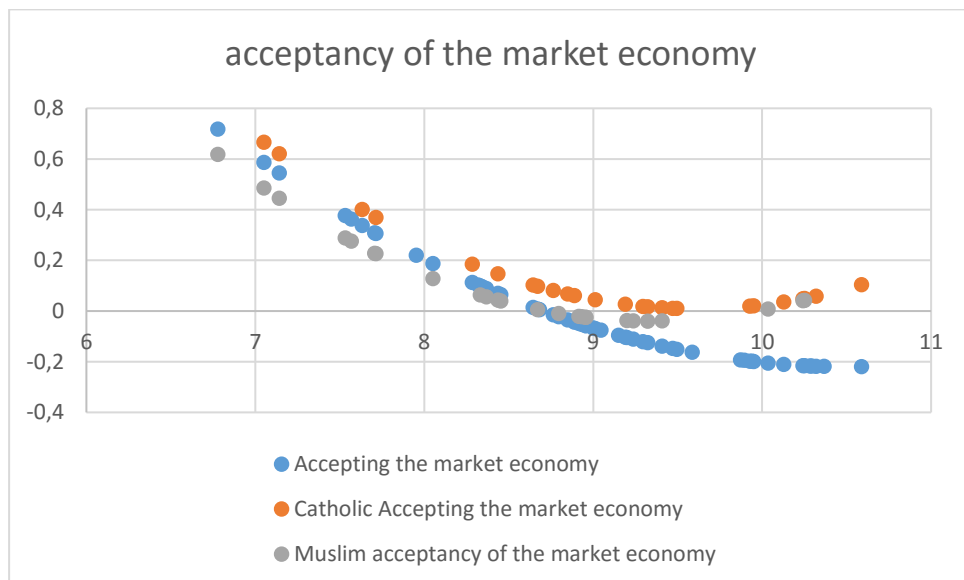 acceptancy of the market economy
0,8
0,6
0,4
0,2
0
-0,2
-0,4
6 7 8 9 10 11
Accepting the market economy
Catholic Accepting the market economy
Muslim acceptancy of the market economy